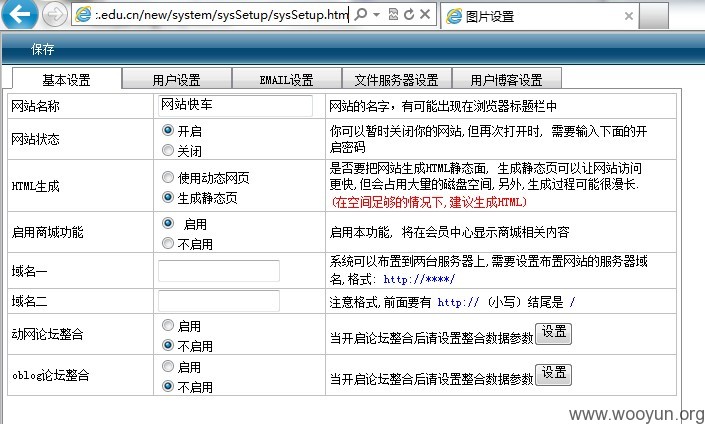 :.edu.cn/new/system/sysSetup/sysSetup.htm
图片设置
保存
基本设置 用户设置 EMAIL设置 文件服务器设置 用户博客设置
网站名称 网站快车 网站的名字，有可能出现在浏览器标题栏中
网站状态
开启
关闭
你可以暂时关闭你的网站,但再次打开时, 需要输入下面的开
启密码
HTML生成
使用动态网页
生成静态页
是否要把网站生成HTML静态面, 生成静态页可以让网站访问
更快,但会占用大量的磁盘空间,另外,生成过程可能很漫长.
(在空间足够的情况下,建议生成HTML)
启用商城功能
启用
不启用
启用本功能, 将在会员中心显示商城相关内容
域名一
系统可以布置到两台服务器上,需要设置布置网站的服务器域
名,格式: http://****/
域名二 注意格式,前面要有 http:// (小写) 结尾是 /
动网论坛整合
启用
不启用
当开启论坛整合后请设置整合数据参数 设置
oblog论坛整合
启用
不启用
当开启论坛整合后请设置整合数据参数 设置
www.wooyun.org